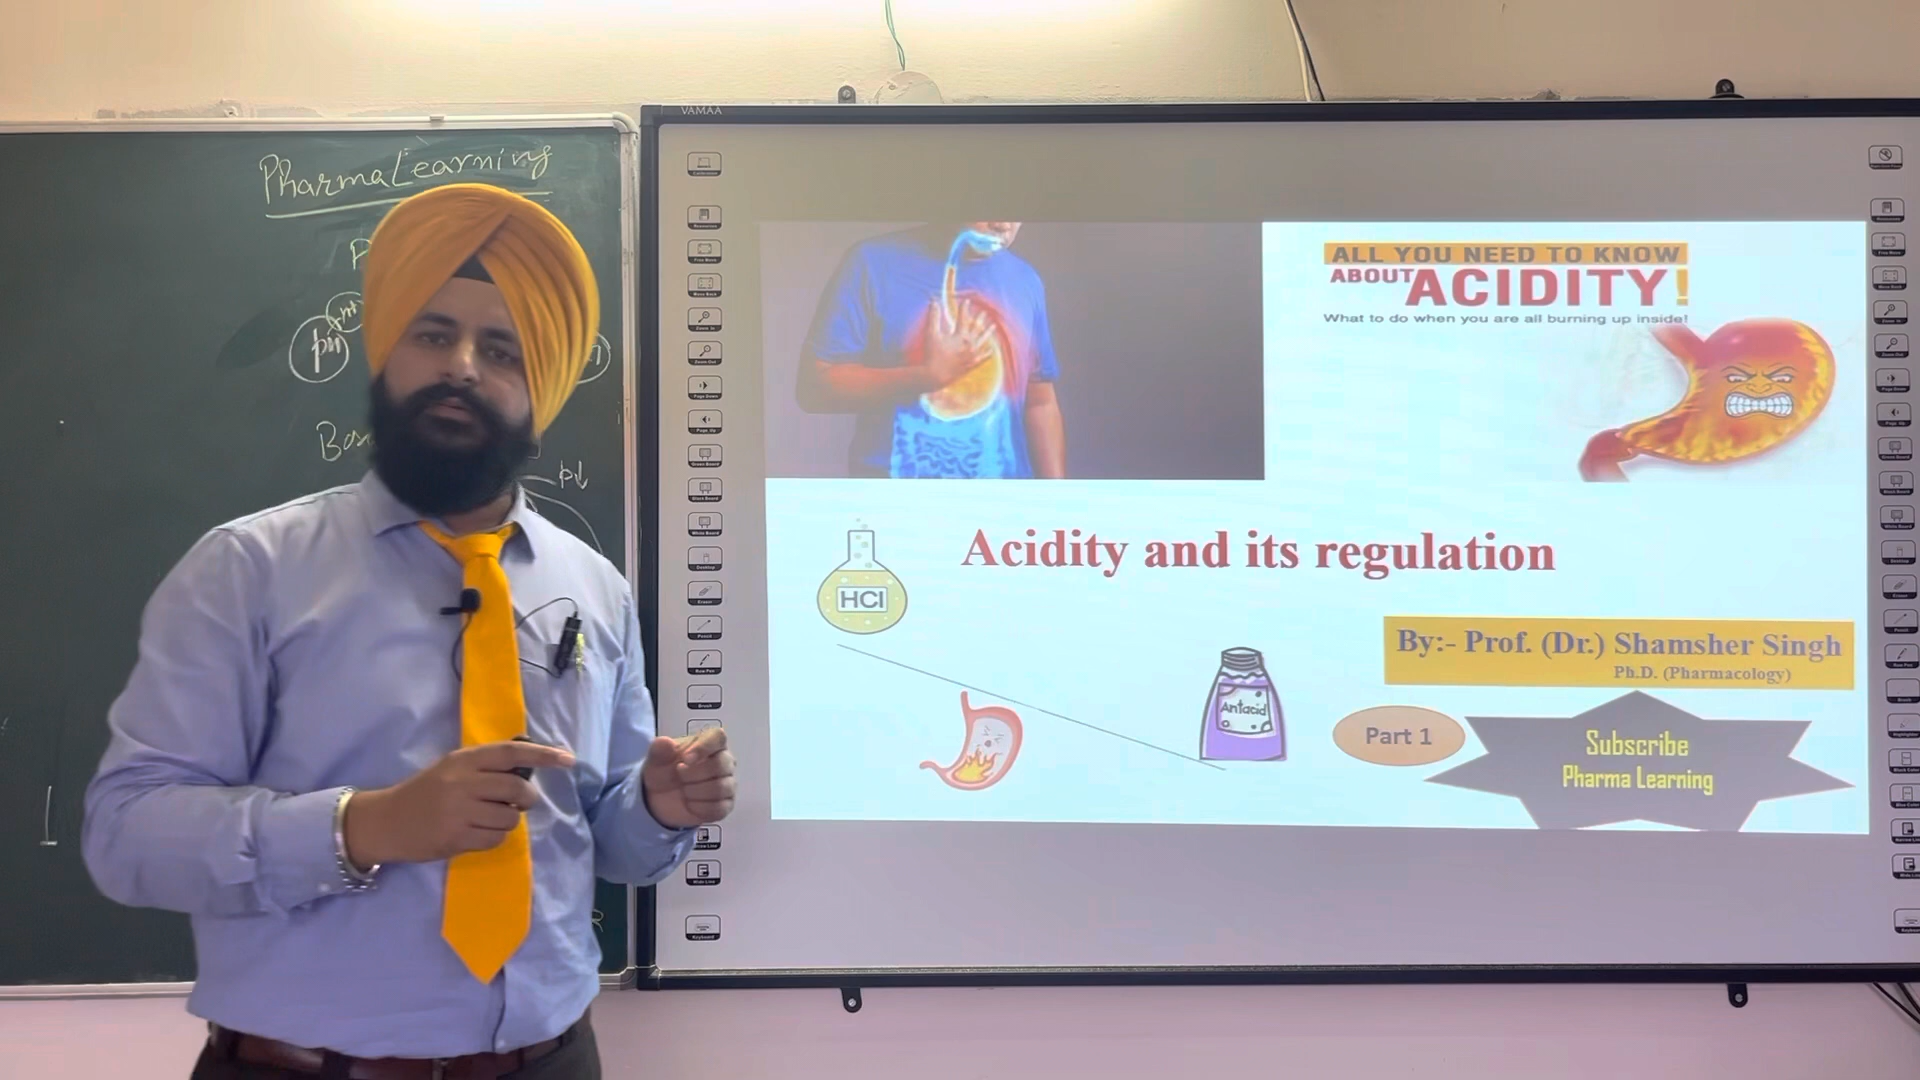 PharmaLearning
VAMAA
ALL YOU NEED TO KNOW
ABOUT ACIDITY!
What to do when you are all burning up inside!
Acidity and its regulation
HCl
Antacid
By:- Prof. (Dr.) Shamsher Singh
Ph.D. (Pharmacology)
Part 1
Subscribe
Pharma Learning